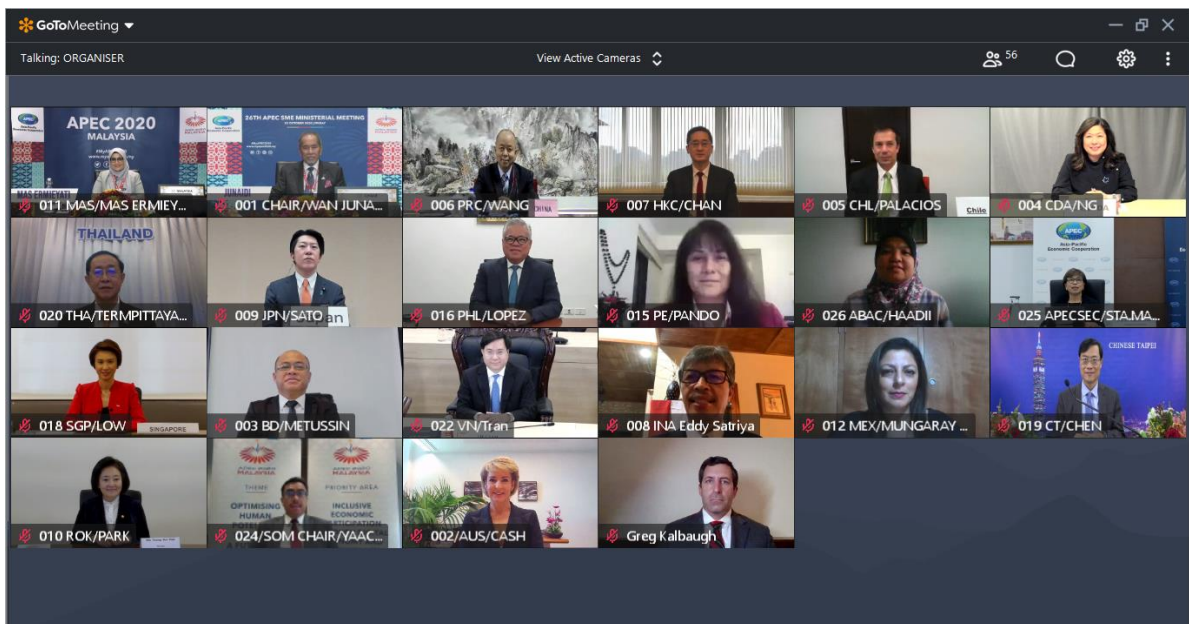 GoToMeeting
Talking: ORGANISER
View Active Cameras
56
APEC 2020
MALAYSIA
26TH APEC SME MINISTERIAL MEETING
MAS ERMIEYATI
JUNAIDI
CHINA
Chile
011 MAS/MAS ERMIEY...
001 CHAIR/WAN JUNA...
006 PRC/WANG
007 HKC/CHAN
005 CHL/PALACIOS
004 CDA/NG
THAILAND
APEC
Asia-Pacific
Economic Cooperation
020 THA/TERMPITTAYA...
009 JPN/SATO
pan
016 PHL/LOPEZ
015 PE/PANDO
026 ABAC/HAADII
025 APECSEC/STA.MA...
CHINESE TAIPEI
SINGAPORE
018 SGP/LOW
003 BD/METUSSIN
022 VN/Tran
008 INA Eddy Satriya
012 MEX/MUNGARAY ...
019 CT/CHEN
THEME
PRIORITY AREA
OPTIMISING
HUMAN
INCLUSIVE
ECONOMIC
010 ROK/PARK
024/SOM CHAIR/YAAC...
002/AUS/CASH
Greg Kalbaugh